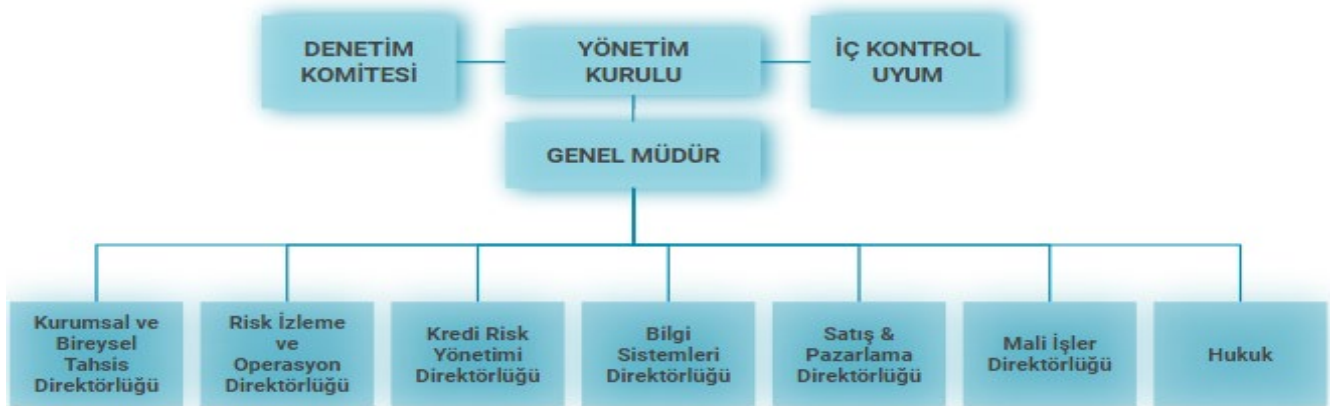 DENETİM
KOMİTESİ
YÖNETİM
KURULU
İÇ KONTROL
UYUM
GENEL MÜDÜR
Kurumsal ve
Bireysel
Tahsis
Direktörlüğü
Risk İzleme
ve
Operasyon
Direktörlüğü
Kredi Risk
Yönetimi
Direktörlüğü
Bilgi
Sistemleri
Direktörlüğü
Satış &
Pazarlama
Direktörlüğü
Mali İşler
Direktörlüğü
Hukuk